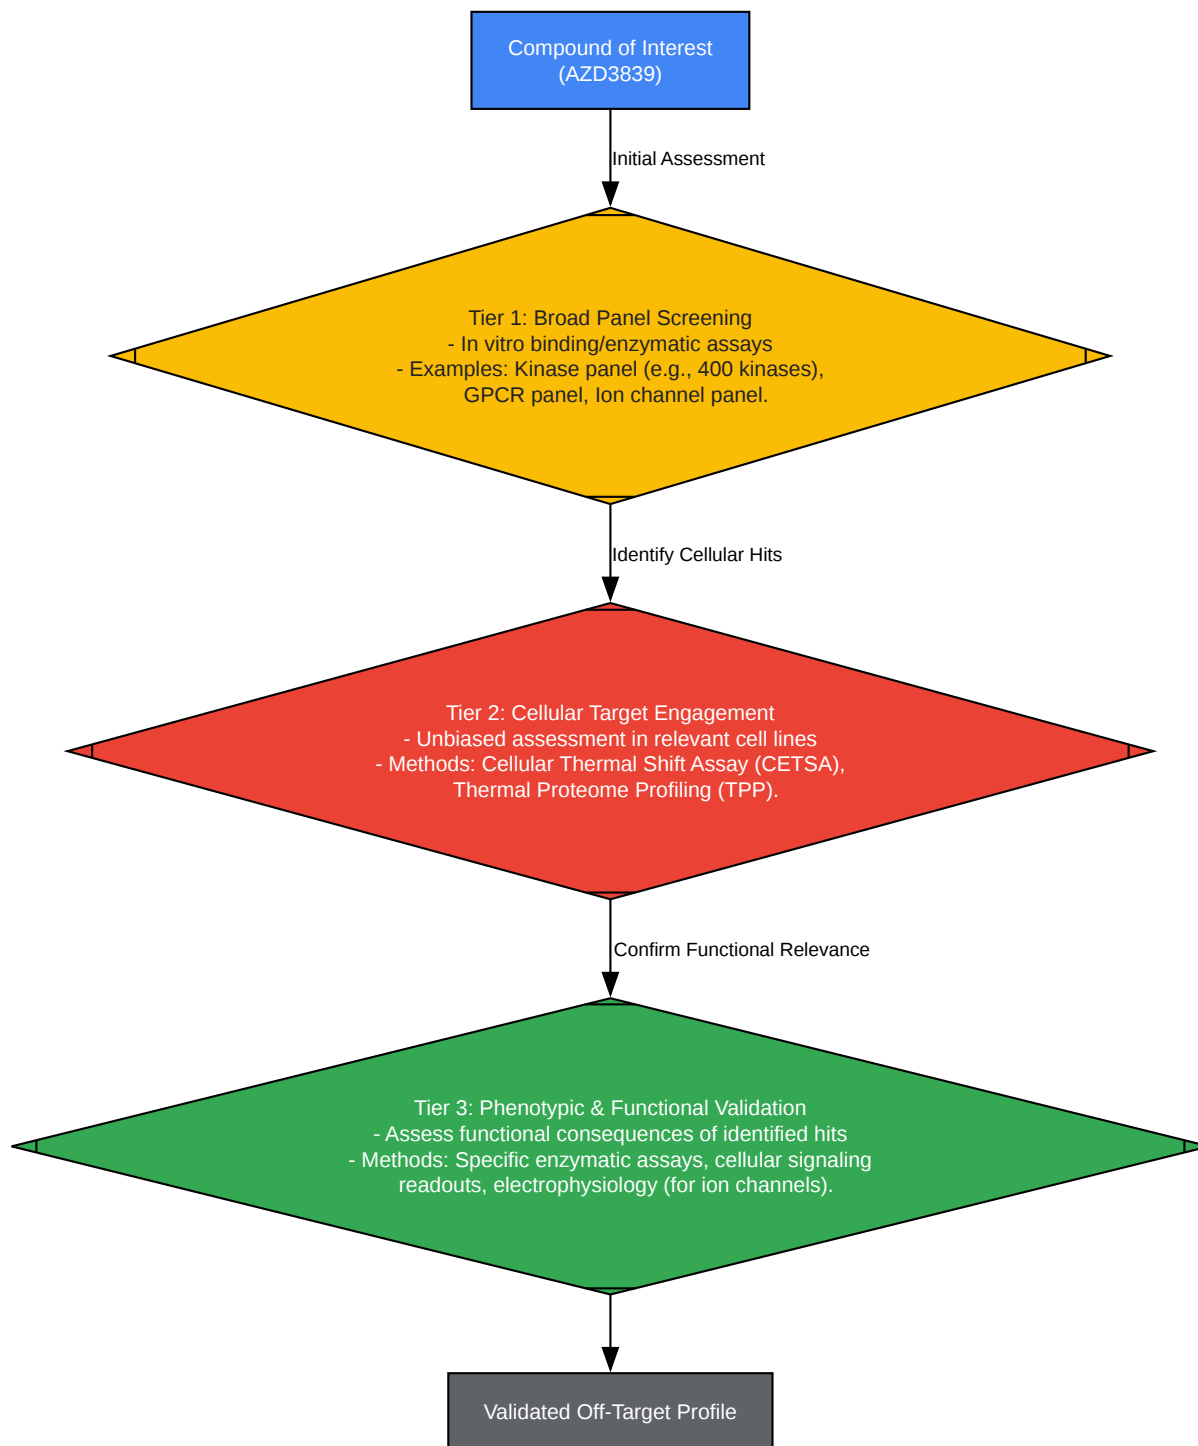 Compound of Interest
(AZD3839)
Initial Assessment
Tier 1: Broad Panel Screening
- In vitro binding/enzymatic assays
- Examples: Kinase panel (e.g., 400 kinases),
GPCR panel, Ion channel panel.
Identify Cellular Hits
Tier 2: Cellular Target Engagement
- Unbiased assessment in relevant cell lines
- Methods: Cellular Thermal Shift Assay (CETSA),
Thermal Proteome Profiling (TPP).
Confirm Functional Relevance
Tier 3: Phenotypic & Functional Validation
- Assess functional consequences of identified hits
- Methods: Specific enzymatic assays, cellular signaling
readouts, electrophysiology (for ion channels).
Validated Off-Target Profile